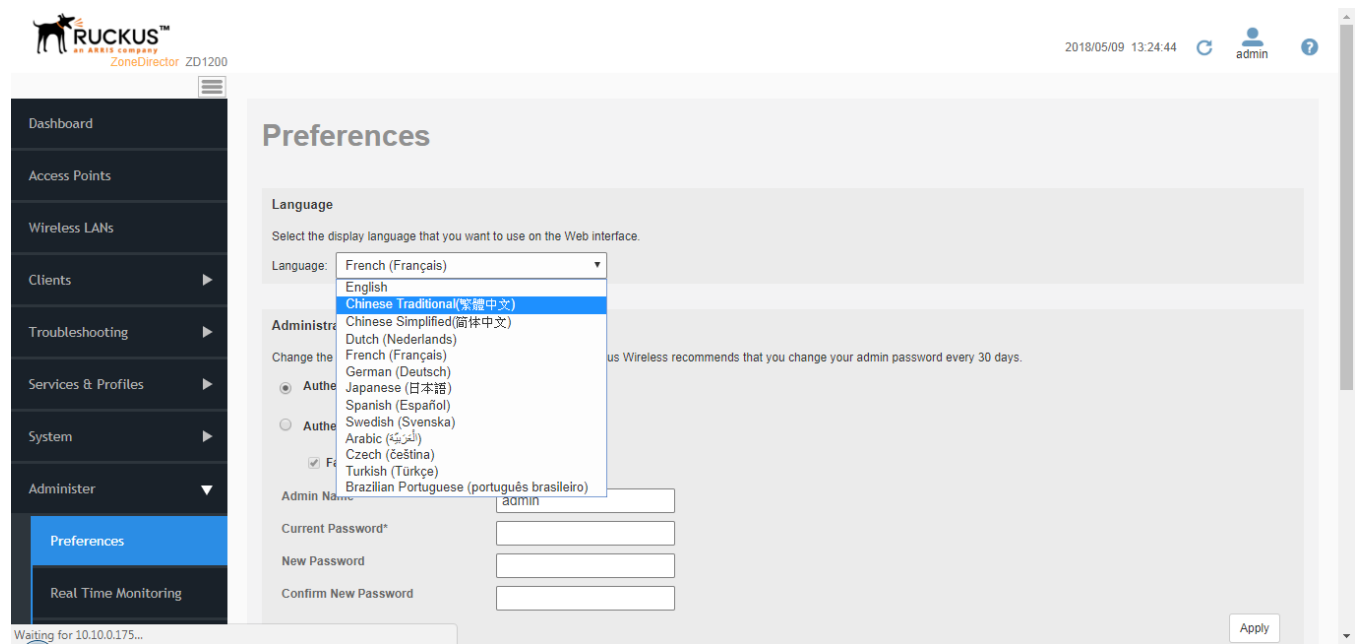 RUCKUS™
an ARRIS company
ZoneDirector ZD1200
2018/05/09 13:24:44
admin
?
Dashboard
Access Points
Wireless LANs
Clients
Troubleshooting
Services & Profiles
System
Administer
Preferences
Real Time Monitoring
Preferences
Language
Select the display language that you want to use on the Web interface.
Language: French (Français)
English
Chinese Traditional(繁體中文)
Chinese Simplified(简体中文)
Dutch (Nederlands)
French (Français)
German (Deutsch)
Japanese (日本語)
Spanish (Español)
Swedish (Svenska)
Arabic (الْعَرَبيّة)
Czech (čeština)
Turkish (Türkçe)
Brazilian Portuguese (português brasileiro)
Administra
Change the us Wireless recommends that you change your admin password every 30 days.
Authe
Authe
Fa
Admin Name admin
Current Password*
New Password
Confirm New Password
Apply
Waiting for 10.10.0.175...